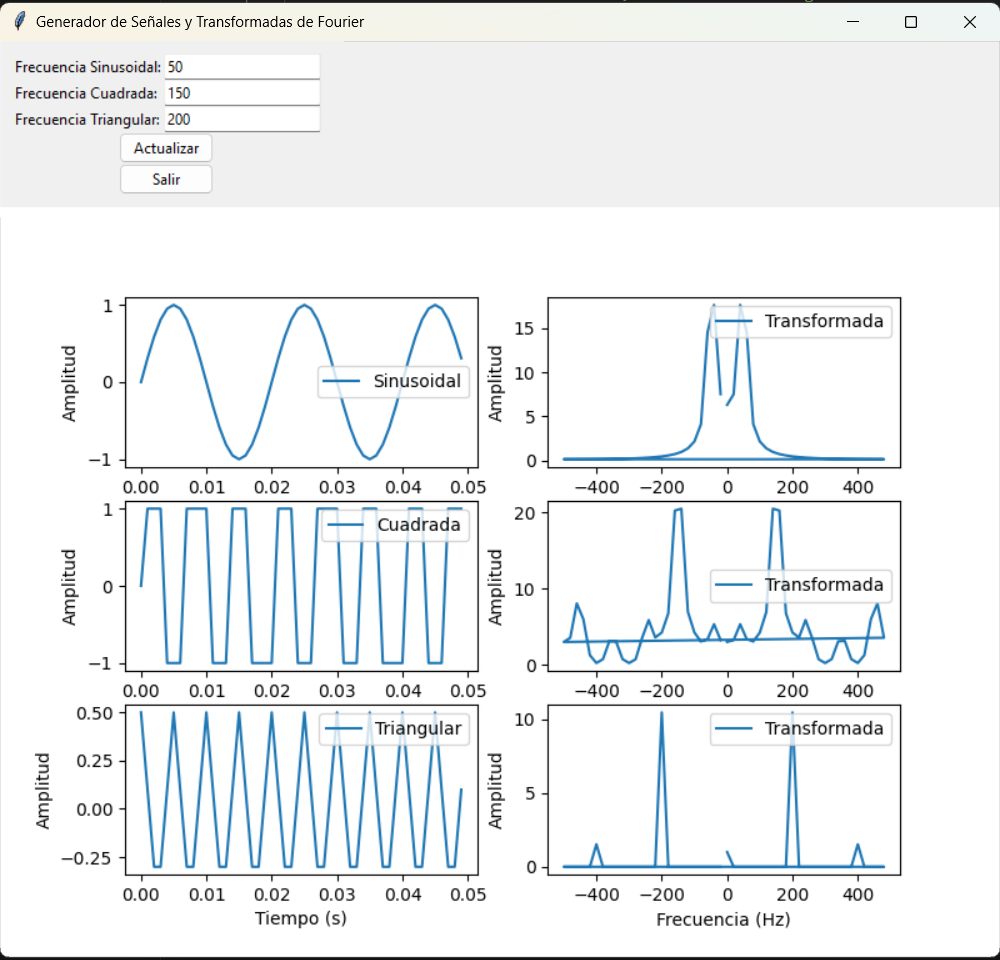 Generador de Señales y Transformadas de Fourier
Frecuencia Sinusoidal: 50
Frecuencia Cuadrada: 150
Frecuencia Triangular: 200
Actualizar
Salir
Amplitud
1
0
−1
Sinusoidal
0.00 0.01 0.02 0.03 0.04 0.05
Amplitud
15
10
5
0
Transformada
−400 −200 0 200 400
Amplitud
1
0
−1
Cuadrada
0.00 0.01 0.02 0.03 0.04 0.05
Amplitud
20
10
0
Transformada
−400 −200 0 200 400
Amplitud
0.50
0.25
0.00
−0.25
Triangular
0.00 0.01 0.02 0.03 0.04 0.05
Tiempo (s)
Amplitud
10
5
0
Transformada
−400 −200 0 200 400
Frecuencia (Hz)